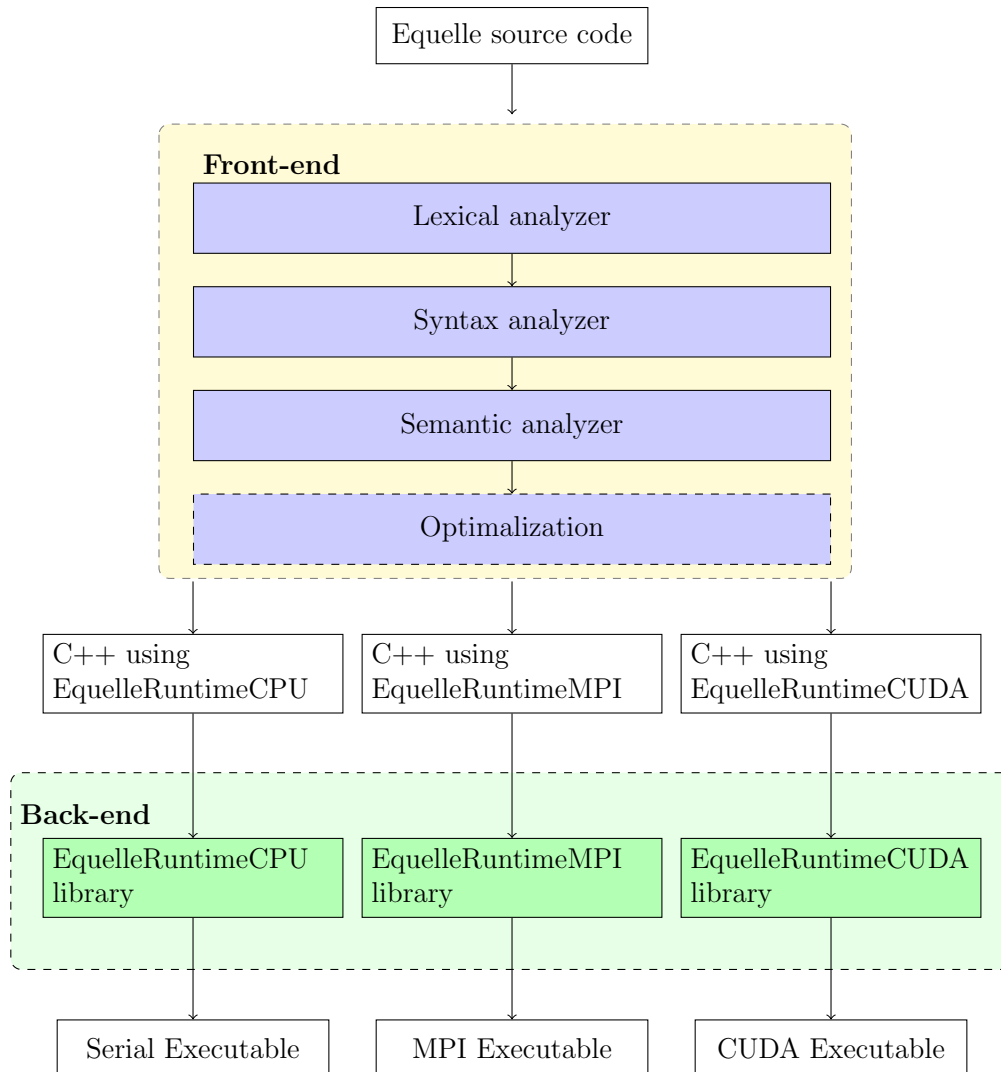 Equelle source code
Front-end
Lexical analyzer
Syntax analyzer
Semantic analyzer
Optimalization
C++ using
EquelleRuntimeCPU
C++ using
EquelleRuntimeMPI
C++ using
EquelleRuntimeCUDA
Back-end
EquelleRuntimeCPU
library
EquelleRuntimeMPI
library
EquelleRuntimeCUDA
library
Serial Executable
MPI Executable
CUDA Executable